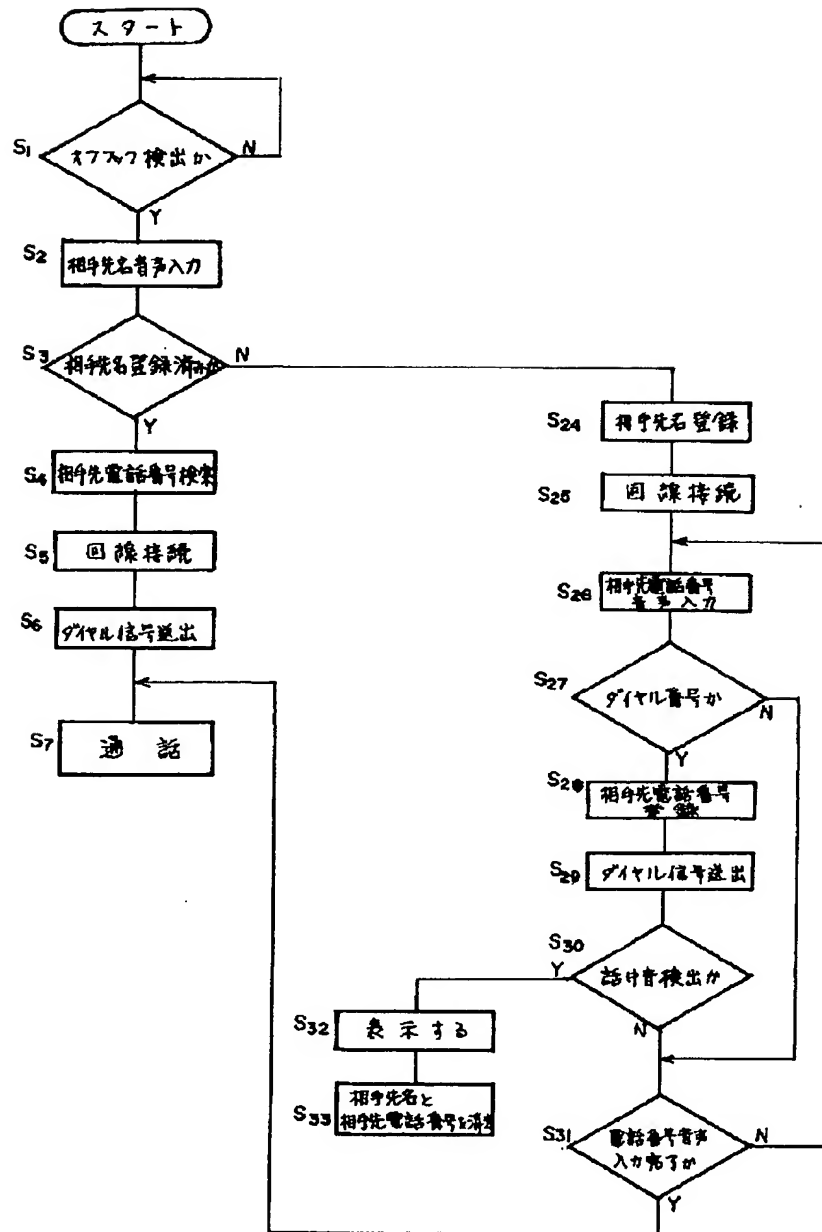 スタート
S1
オフフック検出か
N
Y
S2
相手先名音声入力
S3
相手先名登録済みか
N
Y
S4
相手先電話番号検索
S5
回線接続
S6
ダイヤル信号送出
S7
通話
S24
相手先名登録
S25
回線接続
S26
相手先電話番号
音声入力
S27
ダイヤル番号か
N
Y
S28
相手先電話番号
登録
S29
ダイヤル信号送出
S30
話中音検出か
Y
N
S32
表示する
S33
相手先名と
相手先電話番号を消去
S31
電話番号音声
入力完了か
N
Y